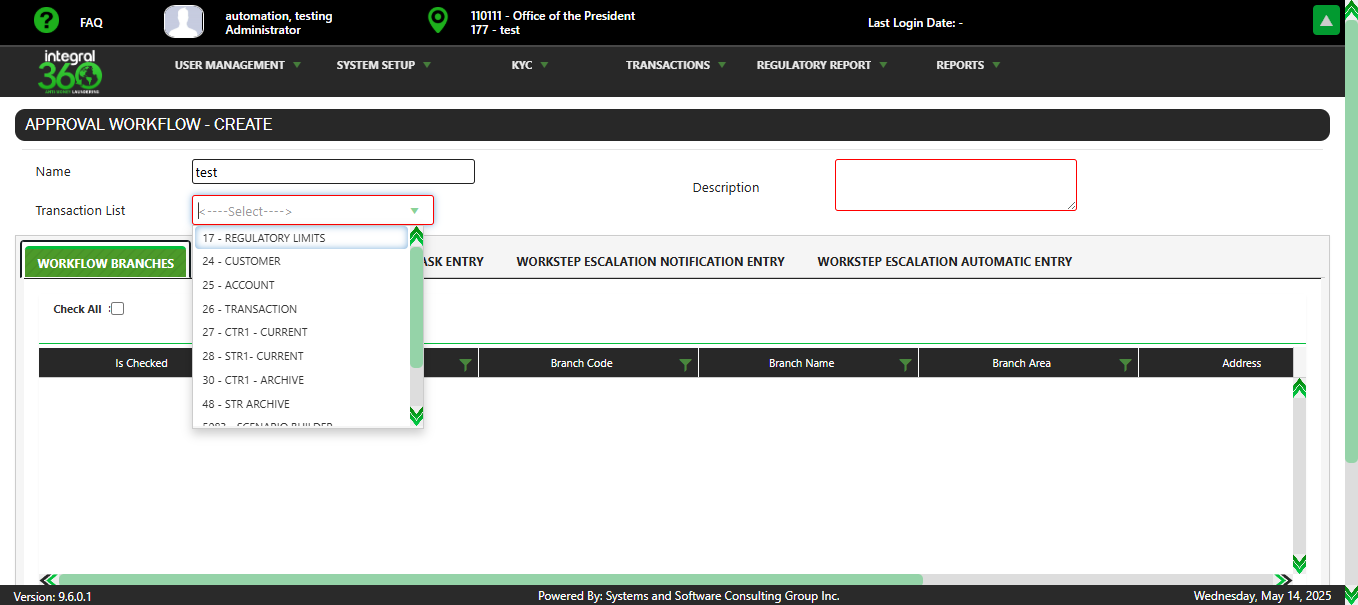 FAQ
automation, testing
Administrator
110111 - Office of the President
177 - test
Last Login Date: -
integral
360
USER MANAGEMENT
SYSTEM SETUP
KYC
TRANSACTIONS
REGULATORY REPORT
REPORTS
APPROVAL WORKFLOW - CREATE
Name
test
Description
Transaction List
<----Select---->
17 - REGULATORY LIMITS
24 - CUSTOMER
25 - ACCOUNT
26 - TRANSACTION
27 - CTR1 - CURRENT
28 - STR1- CURRENT
30 - CTR1 - ARCHIVE
48 - STR ARCHIVE
WORKFLOW BRANCHES
ASK ENTRY
WORKSTEP ESCALATION NOTIFICATION ENTRY
WORKSTEP ESCALATION AUTOMATIC ENTRY
Check All :
Is Checked
Branch Code
Branch Name
Branch Area
Address
Version: 9.6.0.1
Powered By: Systems and Software Consulting Group Inc.
Wednesday, May 14, 2025